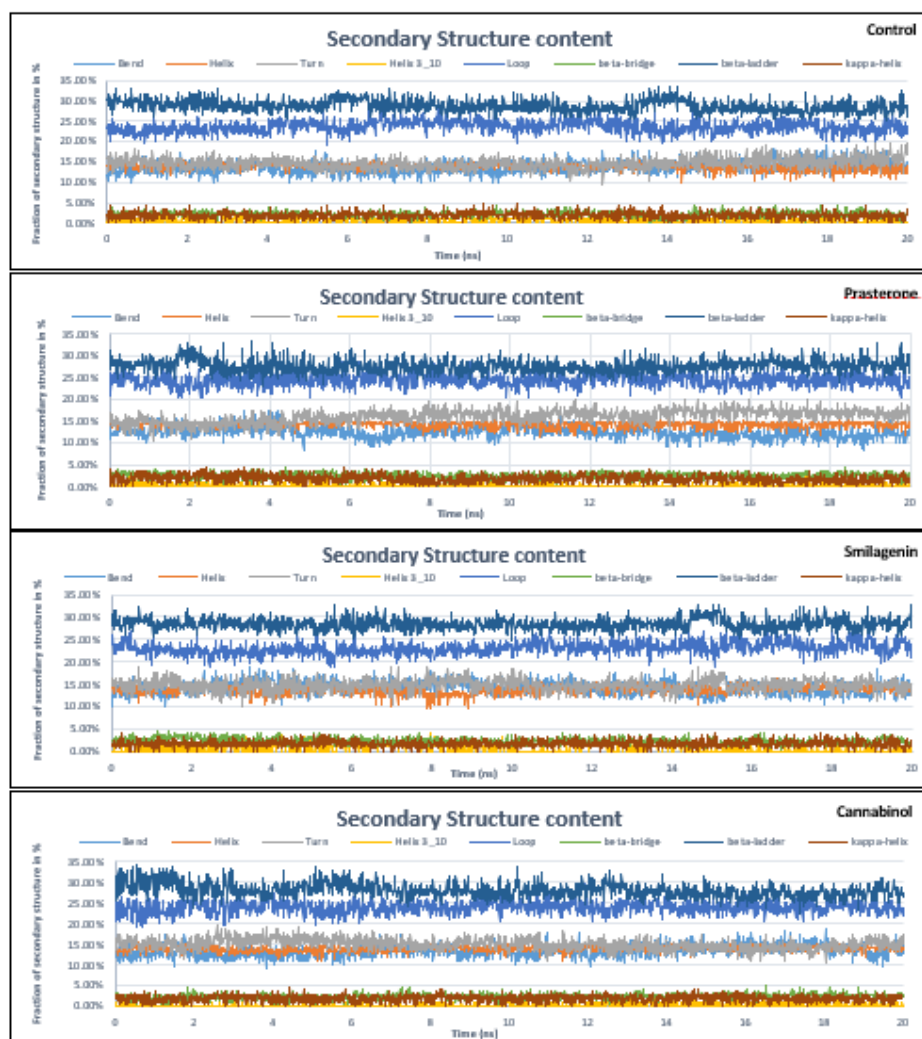 Control
Secondary Structure content
Bend Helix Turn Helix 3_10 Loop beta-bridge beta-ladder kappa-helix
Fraction of secondary structure in %
35.00%
30.00%
25.00%
20.00%
15.00%
10.00%
5.00%
0.00%
0 2 4 6 8 10 12 14 16 18 20
Time (ns)
Prasterone
Secondary Structure content
Bend Helix Turn Helix 3_10 Loop beta-bridge beta-ladder kappa-helix
Fraction of secondary structure in %
35.00%
30.00%
25.00%
20.00%
15.00%
10.00%
5.00%
0.00%
0 2 4 6 8 10 12 14 16 18 20
Time (ns)
Smilagenin
Secondary Structure content
Bend Helix Turn Helix 3_10 Loop beta-bridge beta-ladder kappa-helix
Fraction of secondary structure in %
35.00%
30.00%
25.00%
20.00%
15.00%
10.00%
5.00%
0.00%
0 2 4 6 8 10 12 14 16 18 20
Time (ns)
Cannabinol
Secondary Structure content
Bend Helix Turn Helix 3_10 Loop beta-bridge beta-ladder kappa-helix
Fraction of secondary structure in %
35.00%
30.00%
25.00%
20.00%
15.00%
10.00%
5.00%
0.00%
0 2 4 6 8 10 12 14 16 18 20
Time (ns)